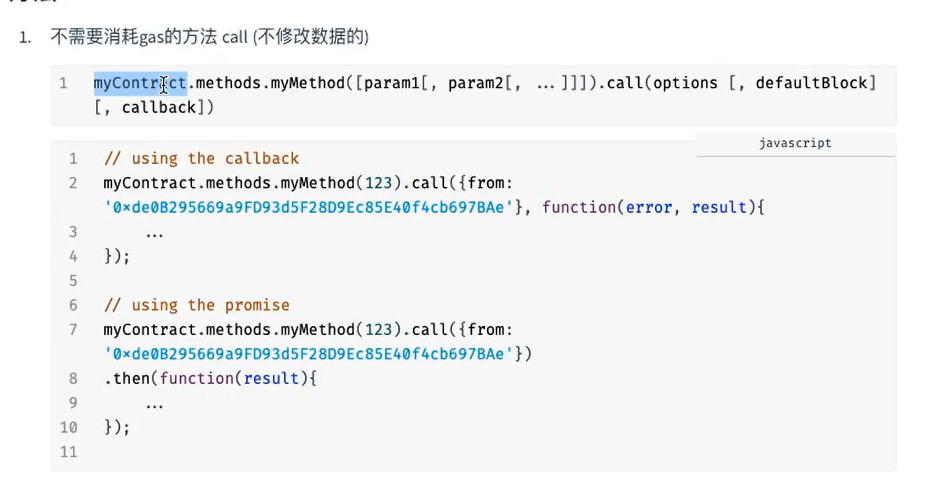 1. 不需要消耗gas的方法 call (不修改数据的)
1 myContract.methods.myMethod([param1[, param2[, ...]]]).call(options [, defaultBlock]
[, callback])
javascript
1 // using the callback
2 myContract.methods.myMethod(123).call({from:
'0xde0B295669a9FD93d5F28D9Ec85E40f4cb697BAe'}, function(error, result){
3 ...
4 });
5
6 // using the promise
7 myContract.methods.myMethod(123).call({from:
'0xde0B295669a9FD93d5F28D9Ec85E40f4cb697BAe'})
8 .then(function(result){
9 ...
10 });
11